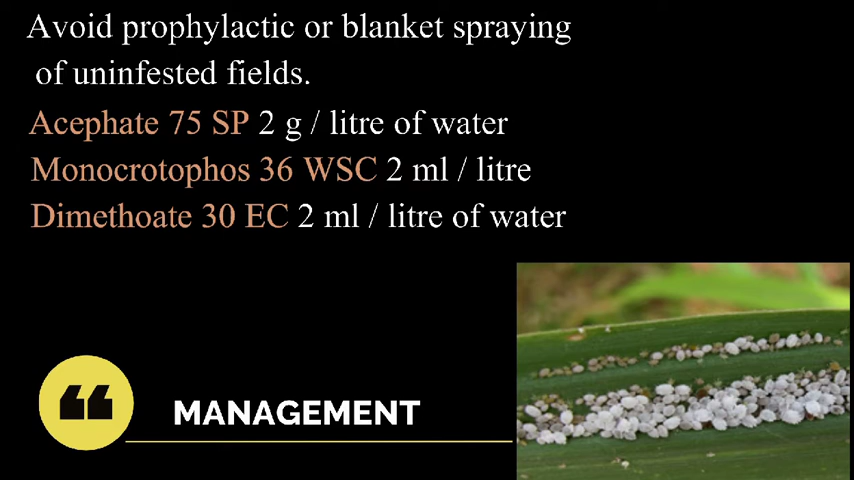 Avoid prophylactic or blanket spraying
of uninfested fields.
Acephate 75 SP 2 g / litre of water
Monocrotophos 36 WSC 2 ml / litre
Dimethoate 30 EC 2 ml / litre of water
MANAGEMENT